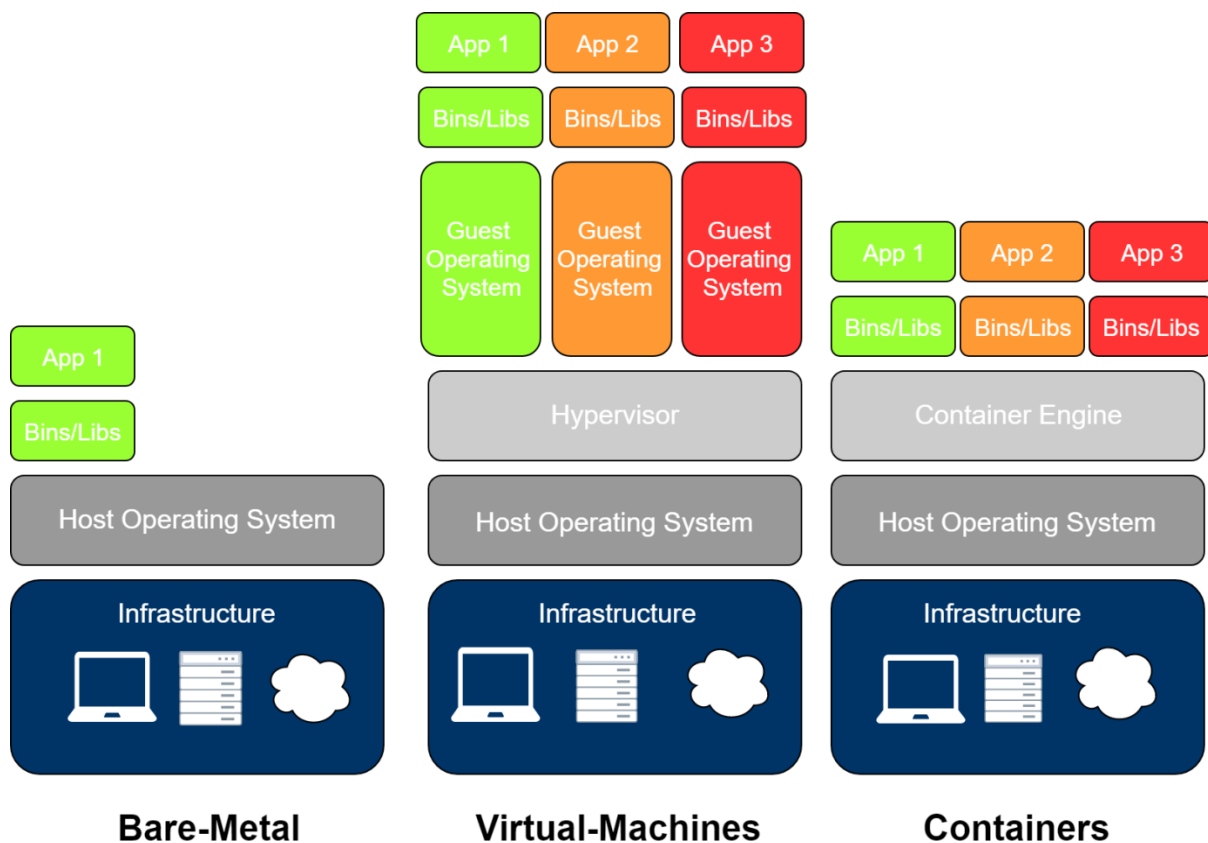 App 1
Bins/Libs
Host Operating System
Infrastructure
Bare-Metal
App 1
App 2
App 3
Bins/Libs
Bins/Libs
Bins/Libs
Guest
Operating
System
Guest
Operating
System
Guest
Operating
System
Hypervisor
Host Operating System
Infrastructure
Virtual-Machines
App 1
App 2
App 3
Bins/Libs
Bins/Libs
Bins/Libs
Container Engine
Host Operating System
Infrastructure
Containers